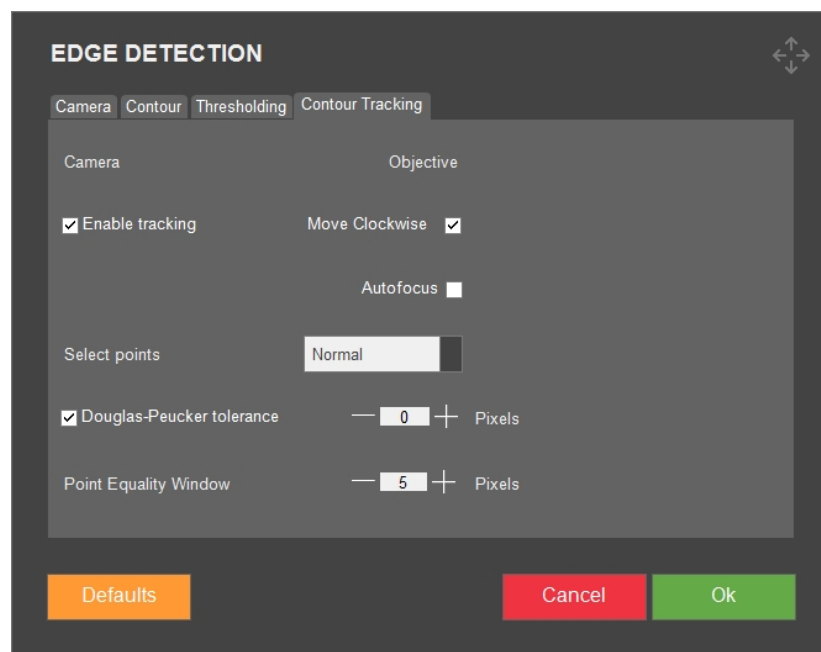 EDGE DETECTION
Camera Contour Thresholding Contour Tracking
Camera Objective
Enable tracking Move Clockwise
Autofocus
Select points Normal
Douglas-Peucker tolerance 0 Pixels
Point Equality Window 5 Pixels
Defaults Cancel Ok